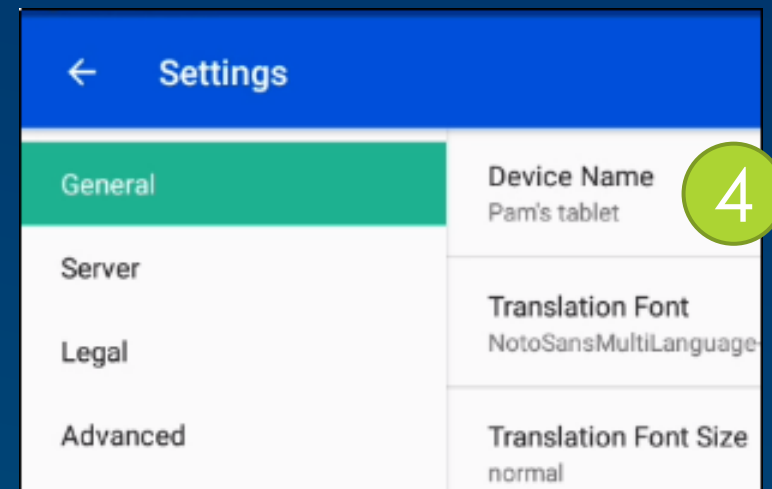 Settings
General
Server
Legal
Advanced
Device Name
Pam's tablet
4
Translation Font
NotoSansMultiLanguage-
Translation Font Size
normal